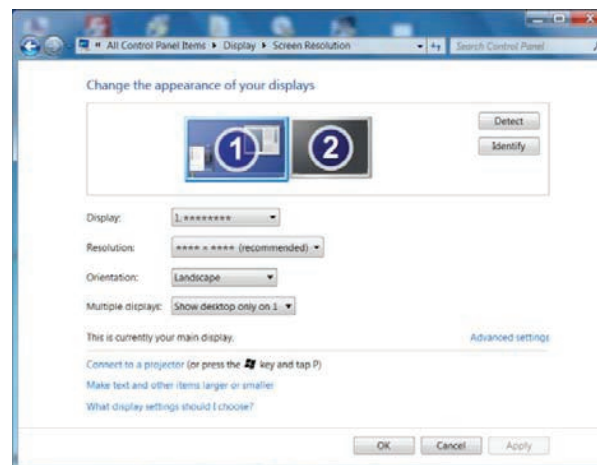 « All Control Panel Items ▸ Display ▸ Screen Resolution Search Control Panel
Change the appearance of your displays
1 2
Detect
Identify
Display: 1. ********
Resolution: **** × **** (recommended)
Orientation: Landscape
Multiple displays: Show desktop only on 1
This is currently your main display. Advanced settings
Connect to a projector (or press the key and tap P)
Make text and other items larger or smaller
What display settings should I choose?
OK Cancel Apply